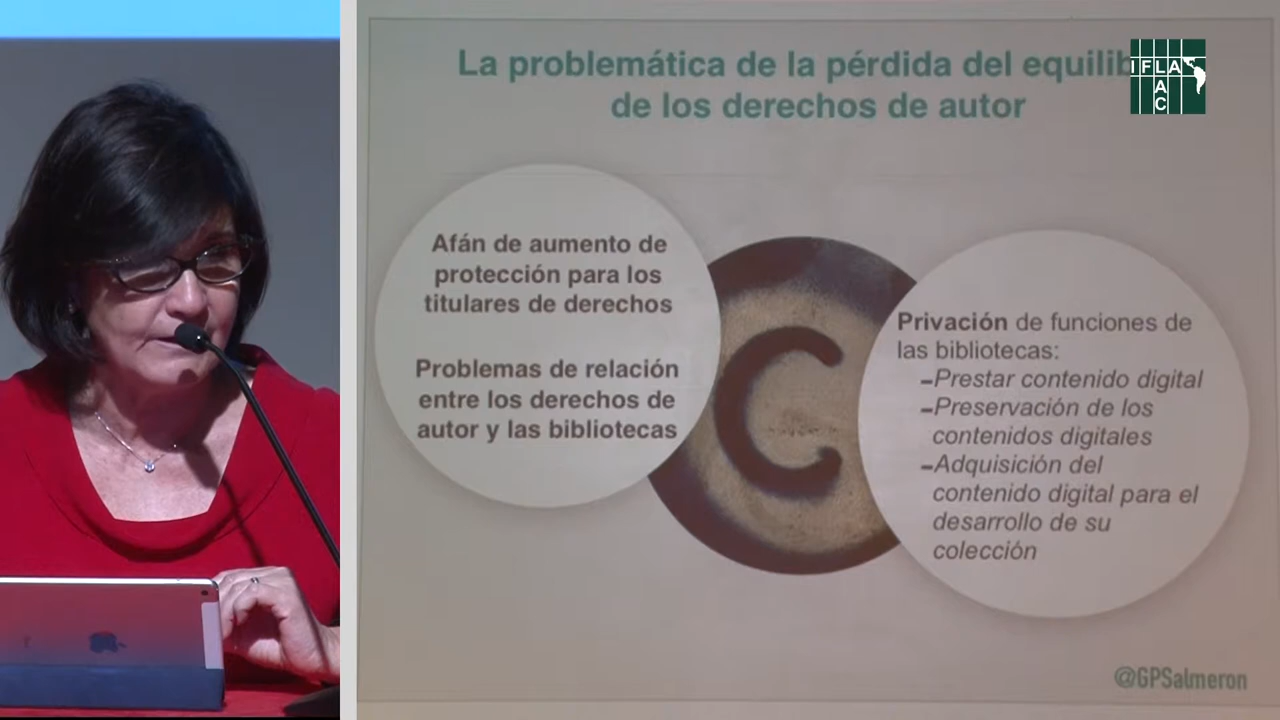 La problemática de la pérdida del
de los derechos de autor
IFLA
LAC
Afán de aumento de
protección para los
titulares de derechos
Problemas de relación
entre los derechos de
autor y las bibliotecas
C
Privación de funciones de
las bibliotecas:
–Prestar contenido digital
–Preservación de los
contenidos digitales
–Adquisición del
contenido digital para el
desarrollo de su
colección
@GPSalmeron